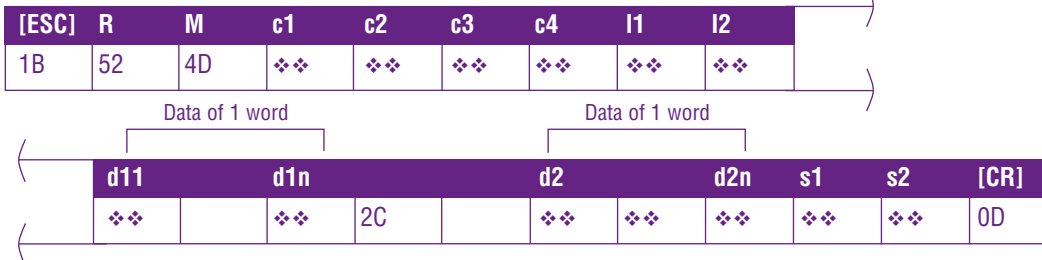 [ESC] R M c1 c2 c3 c4 l1 l2
1B 52 4D ❖❖ ❖❖ ❖❖ ❖❖ ❖❖ ❖❖
Data of 1 word Data of 1 word
d11 d1n d2 d2n s1 s2 [CR]
❖❖ ❖❖ 2C ❖❖ ❖❖ ❖❖ ❖❖ ❖❖ 0D